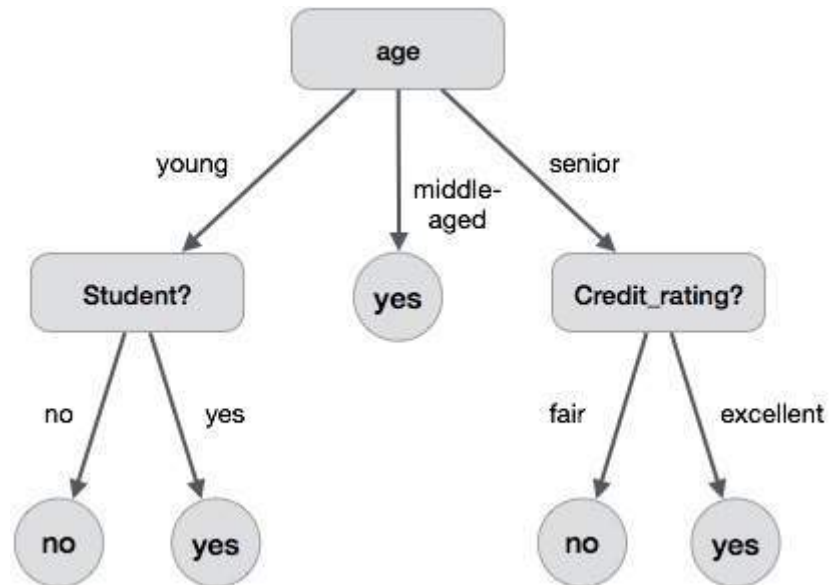 age
young
middle-
aged
senior
Student?
yes
Credit_rating?
no
yes
fair
excellent
no
yes
no
yes